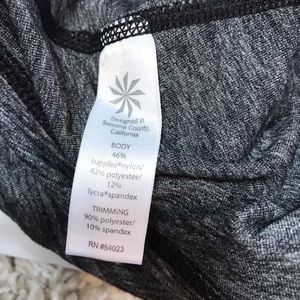 Designed in
Sonoma County,
California
BODY
46%
supplex®nylon/
42% polyester/
12%
lycra®spandex
TRIMMING
90% polyester/
10% spandex
RN #54023